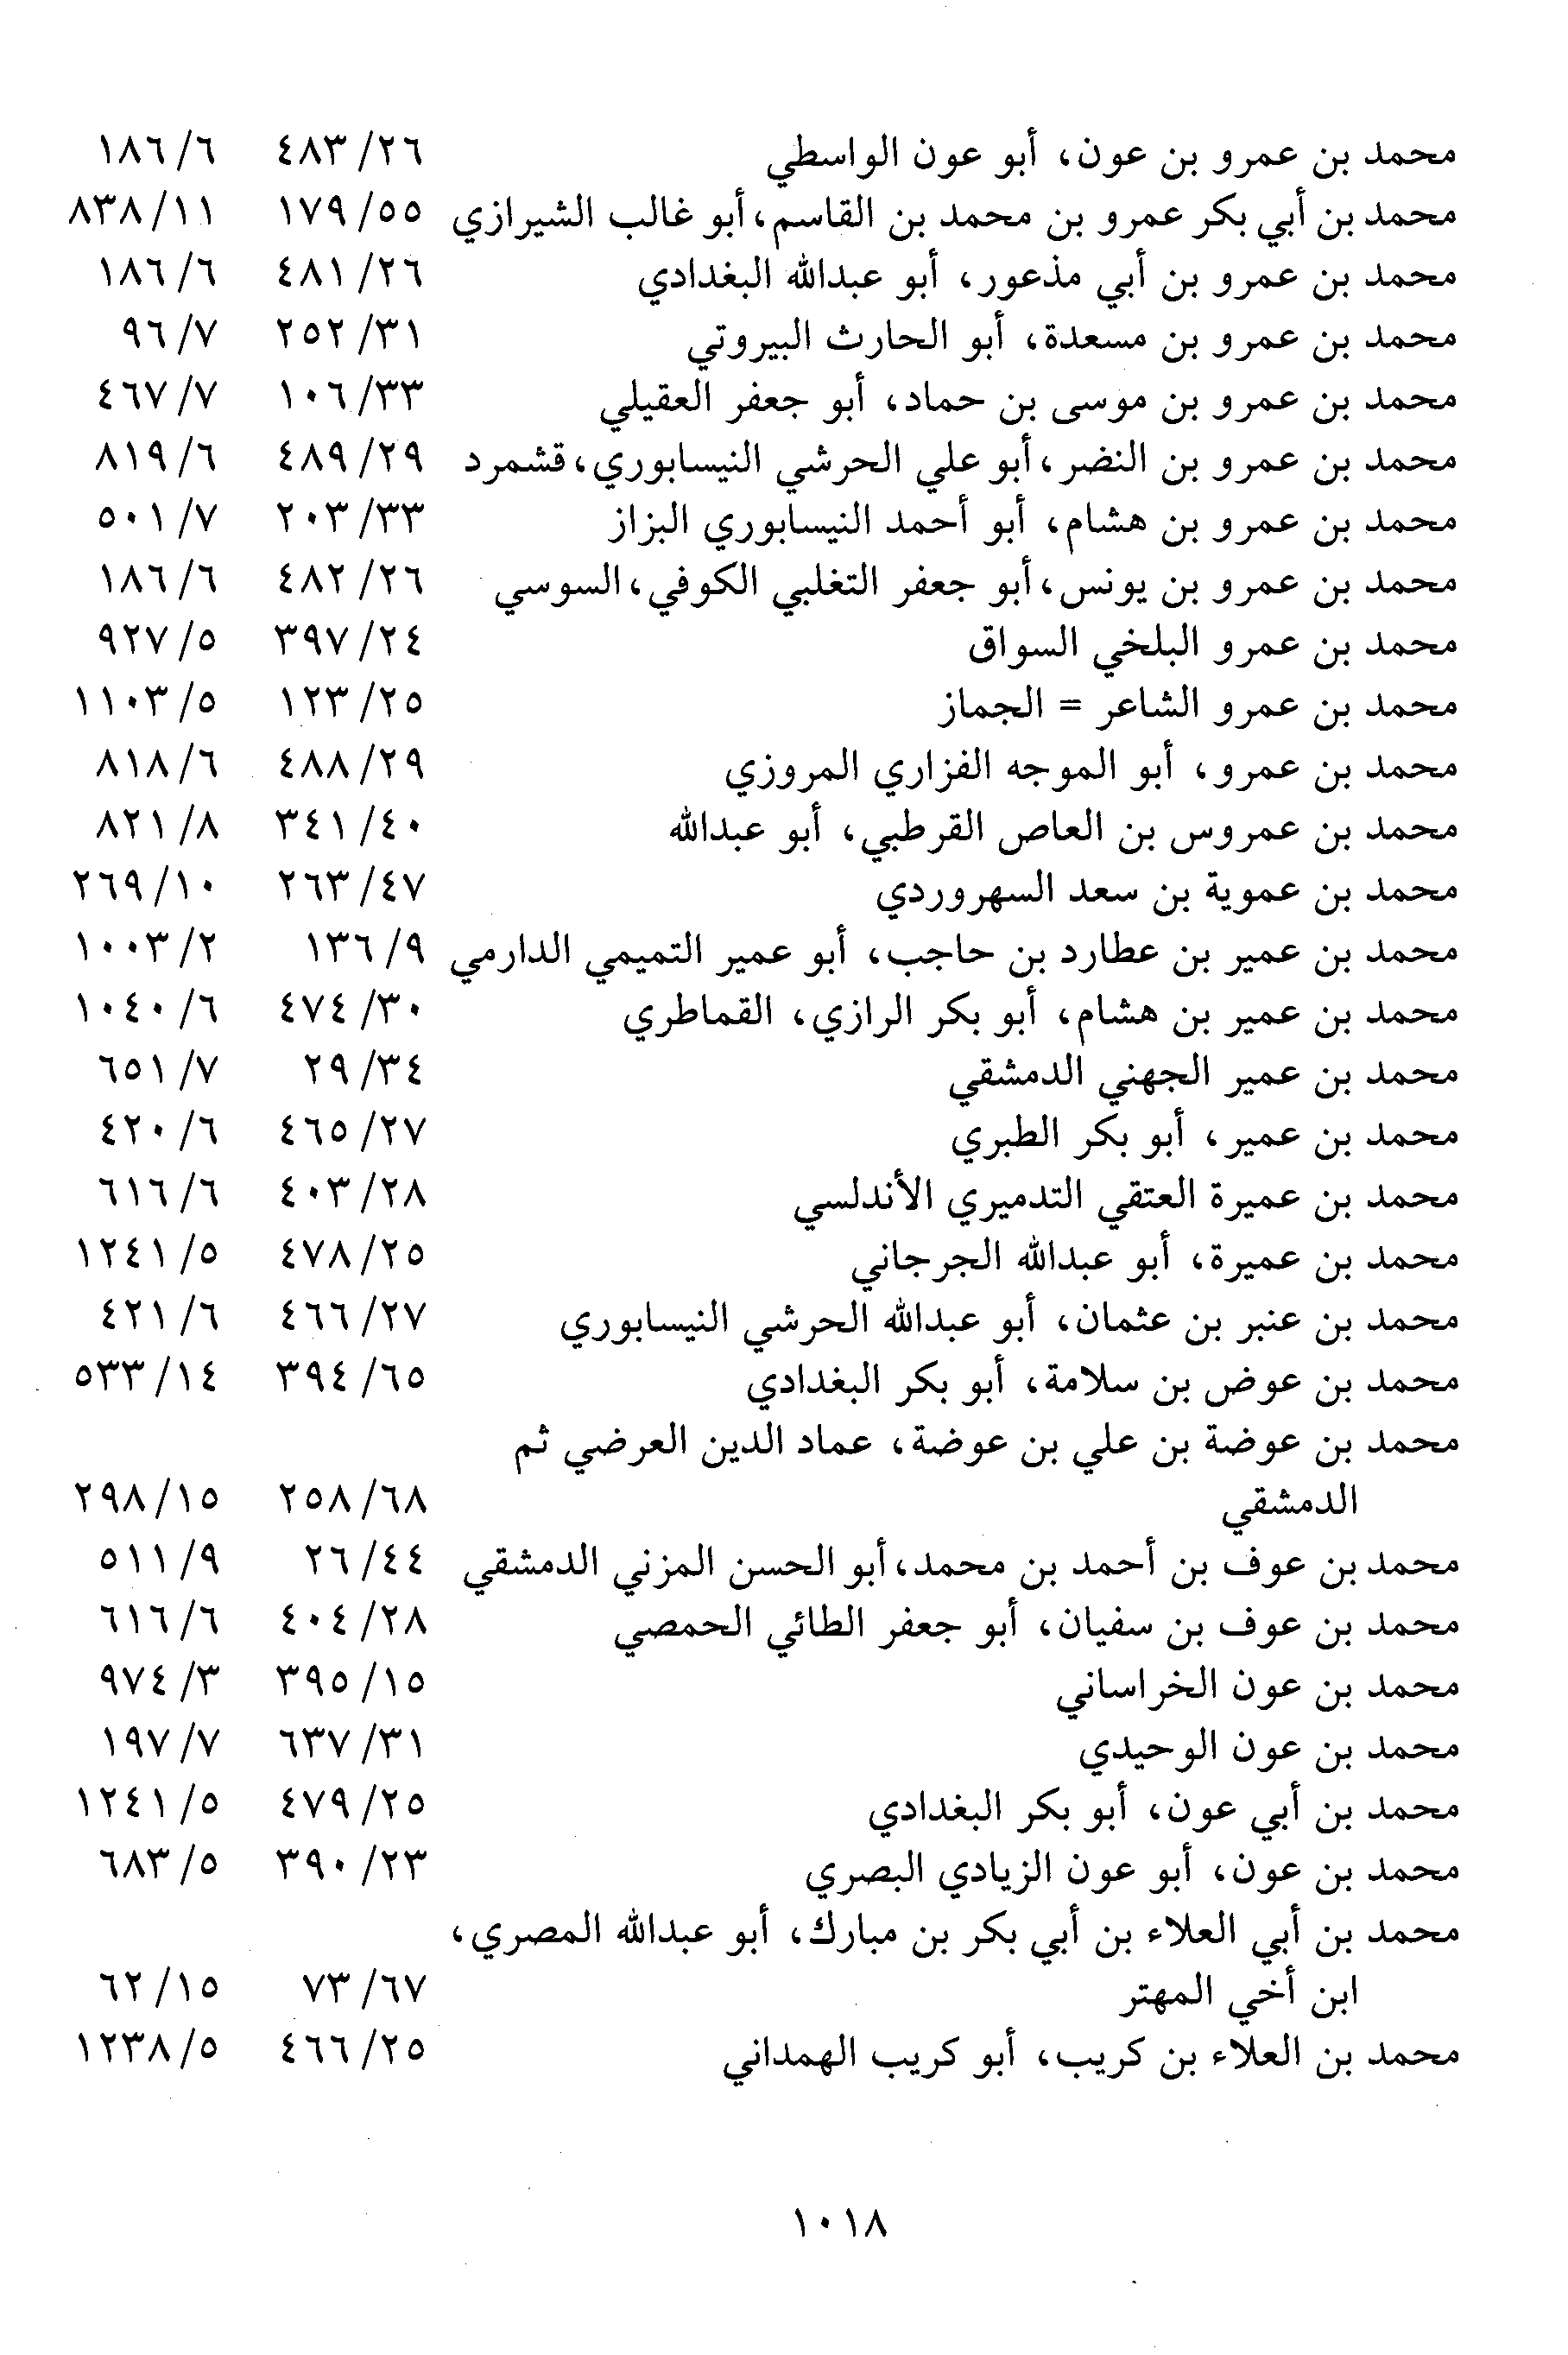 محمد بن عمرو بن عون، أبو عون الواسطي ٢٦/ ٤٨٣ ٦/ ١٨٦
محمد بن أبي بكر عمرو بن محمد بن القاسم، أبو غالب الشيرازي ٥٥/ ١٧٩ ١١/ ٨٣٨
محمد بن عمرو بن أبي مذعور، أبو عبدالله البغدادي ٢٦/ ٤٨١ ٦/ ١٨٦
محمد بن عمرو بن مسعدة، أبو الحارث البيروتي ٣١/ ٢٥٢ ٧/ ٩٦
محمد بن عمرو بن موسى بن حماد، أبو جعفر العقيلي ٣٣/ ١٠٦ ٧/ ٤٦٧
محمد بن عمرو بن النضر، أبو علي الحرشي النيسابوري، قشمرد ٢٩/ ٤٨٩ ٦/ ٨١٩
محمد بن عمرو بن هشام، أبو أحمد النيسابوري البزاز ٣٣/ ٢٠٣ ٧/ ٥٠١
محمد بن عمرو بن يونس، أبو جعفر التغلبي الكوفي، السوسي ٢٦/ ٤٨٢ ٦/ ١٨٦
محمد بن عمرو البلخي السواق ٢٤/ ٣٩٧ ٥/ ٩٢٧
محمد بن عمرو الشاعر = الجماز ٢٥/ ١٢٣ ٥/ ١١٠٣
محمد بن عمرو، أبو الموجه الفزاري المروزي ٢٩/ ٤٨٨ ٦/ ٨١٨
محمد بن عمروس بن العاص القرطبي، أبو عبدالله ٤٠/ ٣٤١ ٨/ ٨٢١
محمد بن عموية بن سعد السهروردي ٤٧/ ٢٦٣ ١٠/ ٢٦٩
محمد بن عمير بن عطارد بن حاجب، أبو عمير التميمي الدارمي ٩/ ١٣٦ ٢/ ١٠٠٣
محمد بن عمير بن هشام، أبو بكر الرازي، القماطري ٣٠/ ٤٧٤ ٦/ ١٠٤٠
محمد بن عمير الجهني الدمشقي ٣٤/ ٢٩ ٧/ ٦٥١
محمد بن عمير، أبو بكر الطبري ٢٧/ ٤٦٥ ٦/ ٤٢٠
محمد بن عميرة العتقي التدميري الأندلسي ٢٨/ ٤٠٣ ٦/ ٦١٦
محمد بن عميرة، أبو عبدالله الجرجاني ٢٥/ ٤٧٨ ٥/ ١٢٤١
محمد بن عنبر بن عثمان، أبو عبدالله الحرشي النيسابوري ٢٧/ ٤٦٦ ٦/ ٤٢١
محمد بن عوض بن سلامة، أبو بكر البغدادي ٦٥/ ٣٩٤ ١٤/ ٥٣٣
محمد بن عوضة بن علي بن عوضة، عماد الدين العرضي ثم
الدمشقي ٦٨/ ٢٥٨ ١٥/ ٢٩٨
محمد بن عوف بن أحمد بن محمد، أبو الحسن المزني الدمشقي ٤٤/ ٢٦ ٩/ ٥١١
محمد بن عوف بن سفيان، أبو جعفر الطائي الحمصي ٢٨/ ٤٠٤ ٦/ ٦١٦
محمد بن عون الخراساني ١٥/ ٣٩٥ ٣/ ٩٧٤
محمد بن عون الوحيدي ٣١/ ٦٣٧ ٧/ ١٩٧
محمد بن أبي عون، أبو بكر البغدادي ٢٥/ ٤٧٩ ٥/ ١٢٤١
محمد بن عون، أبو عون الزيادي البصري ٢٣/ ٣٩٠ ٥/ ٦٨٣
محمد بن أبي العلاء بن أبي بكر بن مبارك، أبو عبدالله المصري،
ابن أخي المهتر ٦٧/ ٧٣ ١٥/ ٦٢
محمد بن العلاء بن كريب، أبو كريب الهمداني ٢٥/ ٤٦٦ ٥/ ١٢٣٨
١٠١٨